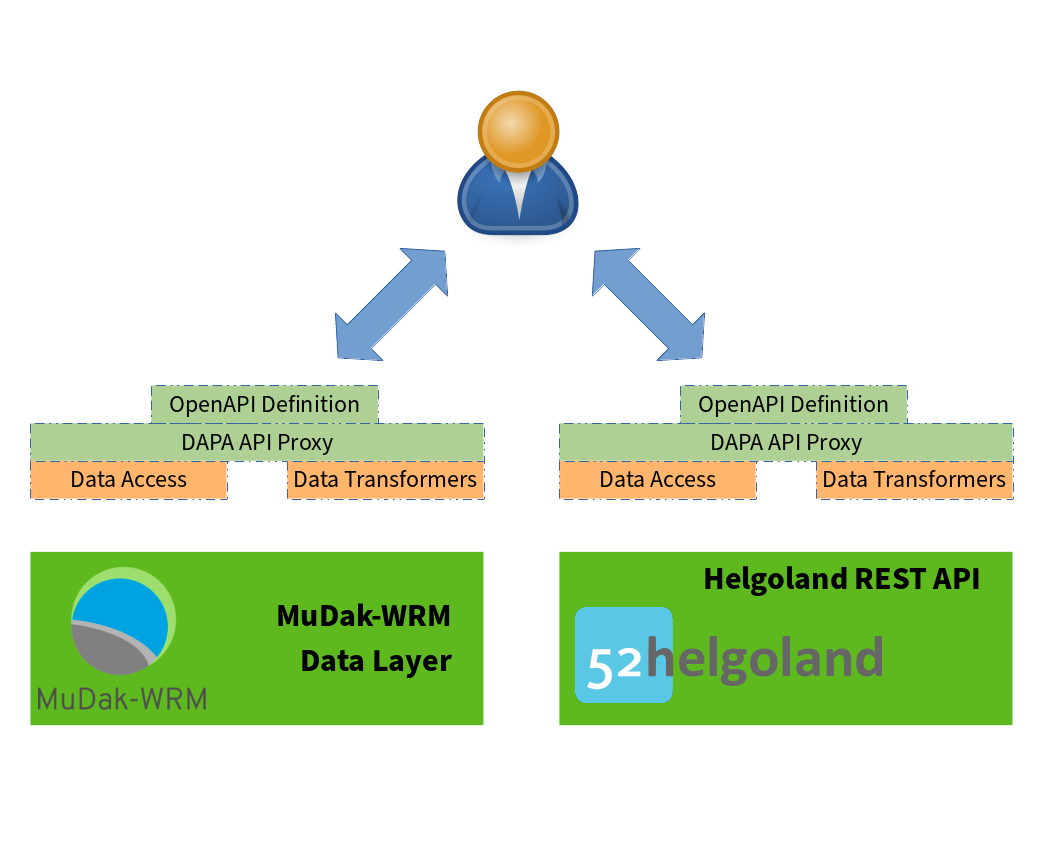 OpenAPI Definition
DAPA API Proxy
Data Access
Data Transformers
MuDak-WRM
Data Layer
MuDak-WRM
OpenAPI Definition
DAPA API Proxy
Data Access
Data Transformers
Helgoland REST API
52helgoland